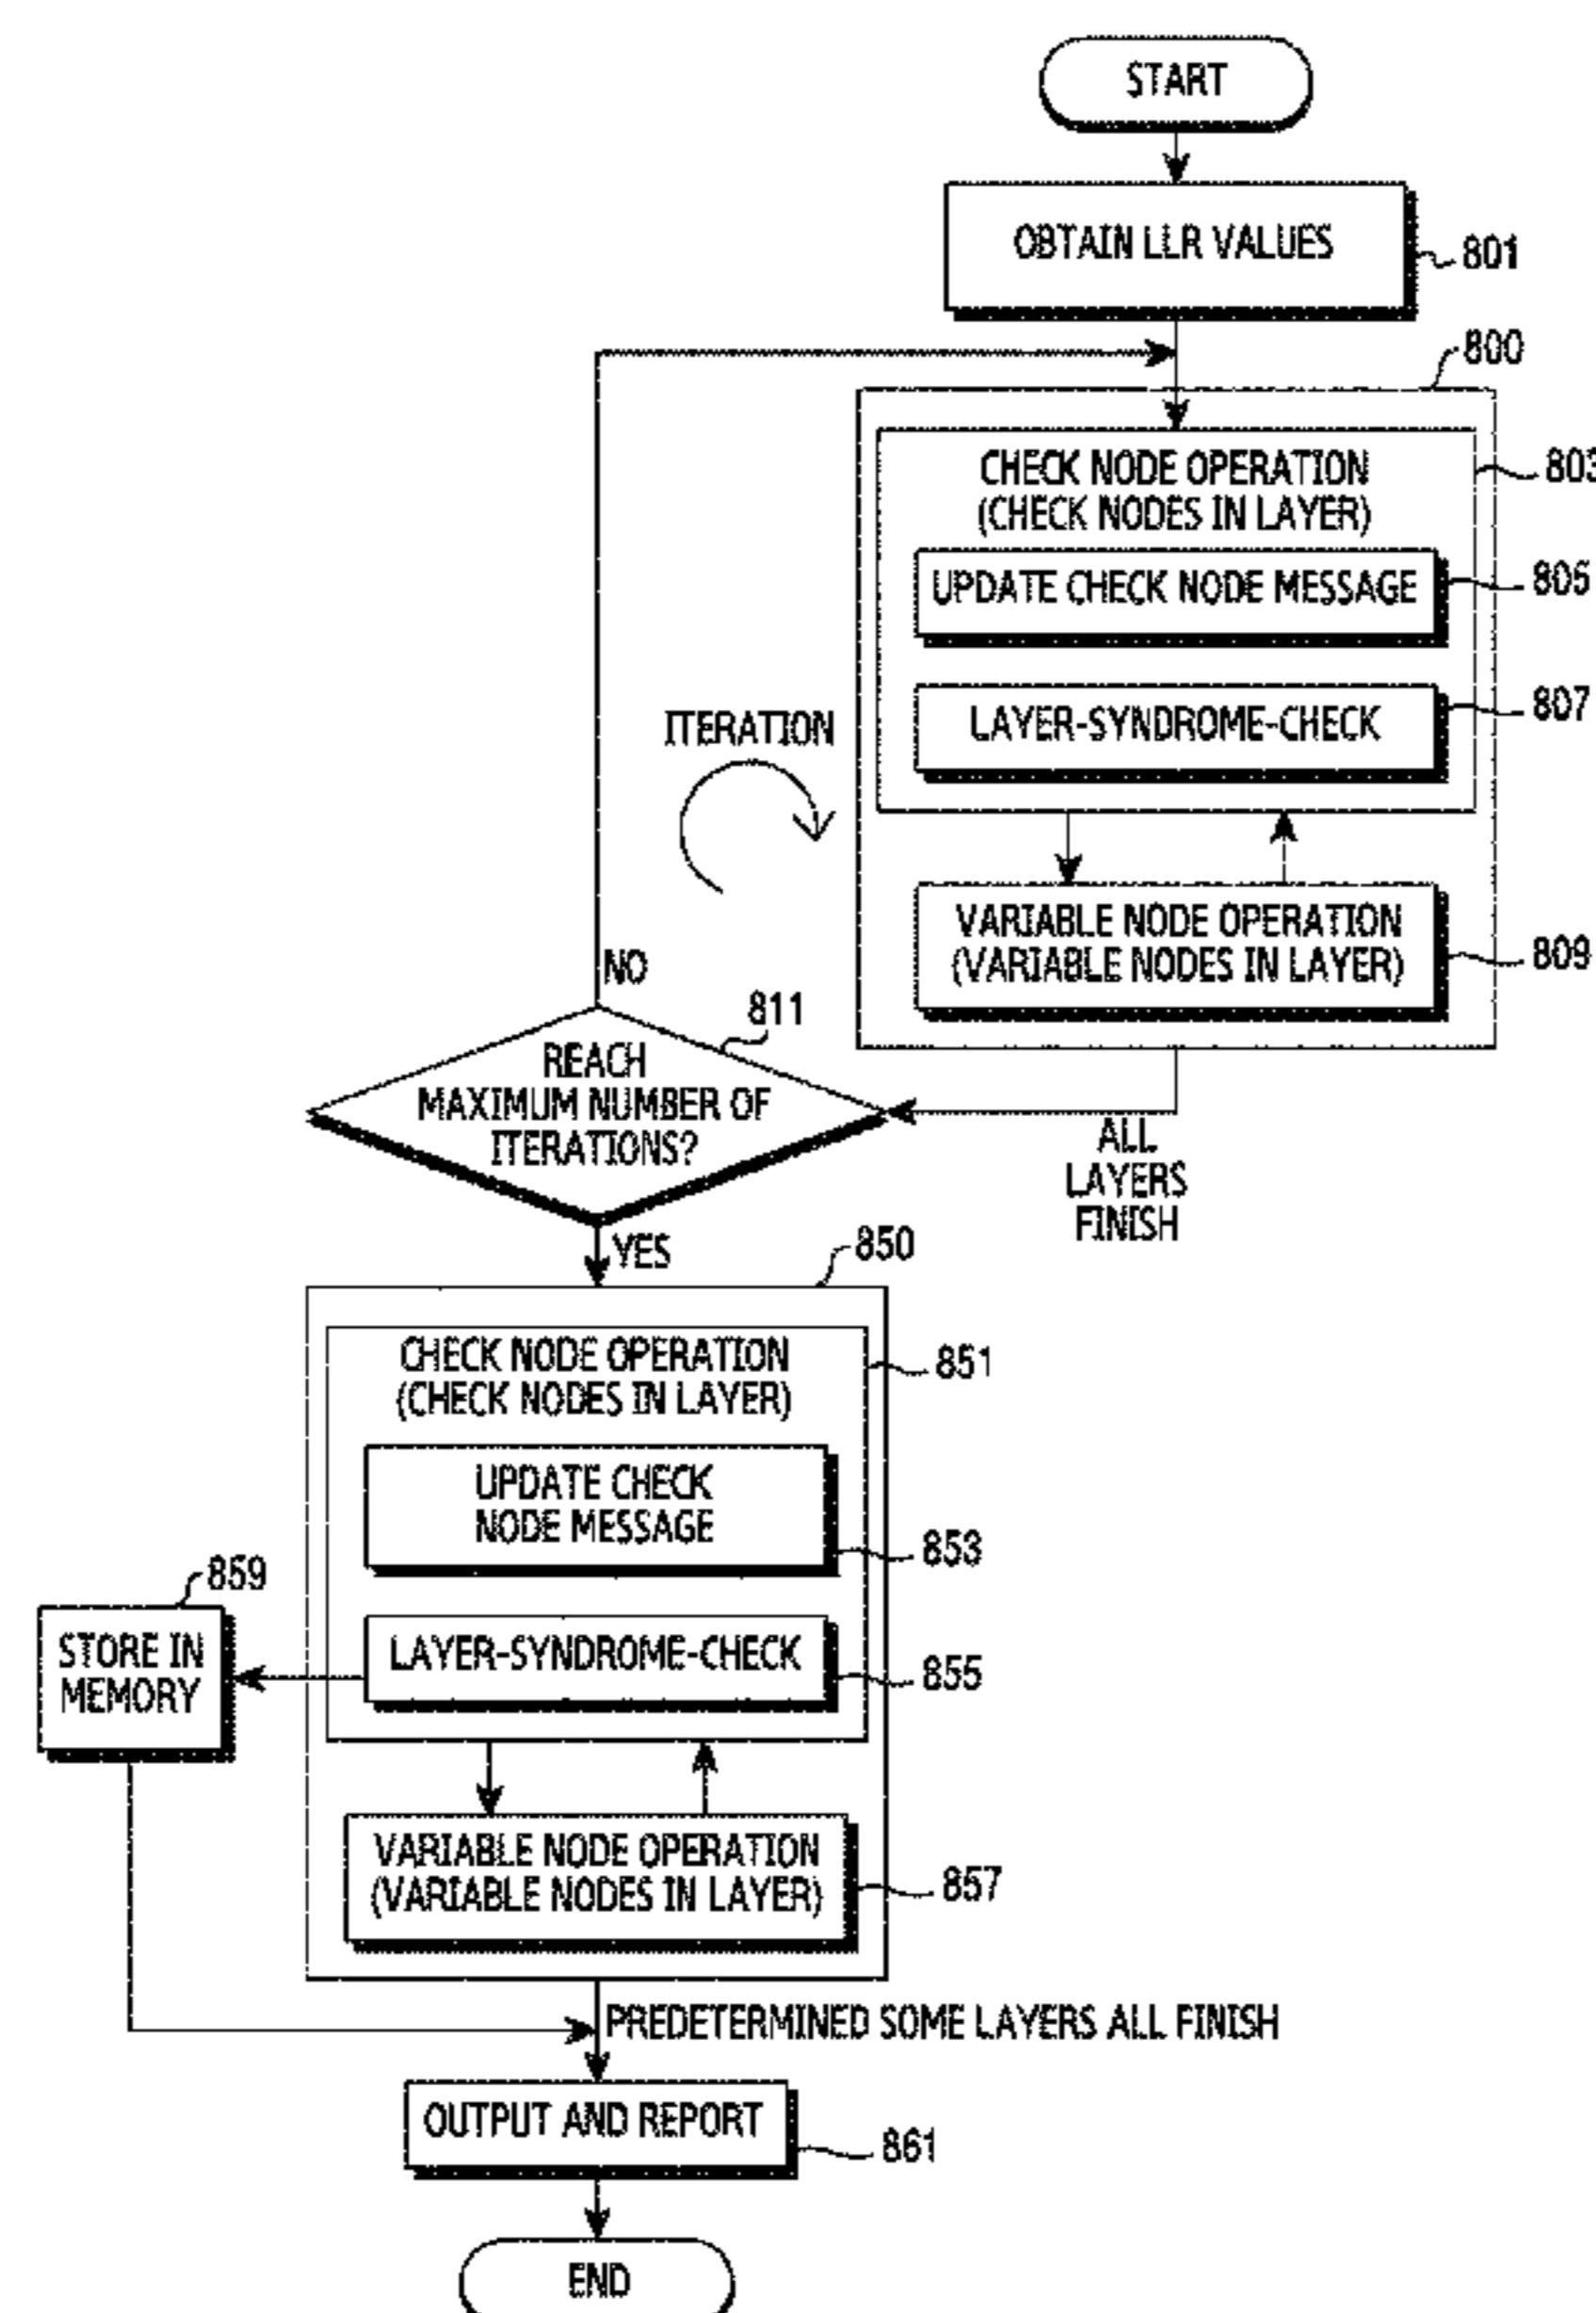 START
OBTAIN LLR VALUES
801
800
CHECK NODE OPERATION
(CHECK NODES IN LAYER)
803
UPDATE CHECK NODE MESSAGE
805
LAYER-SYNDROME-CHECK
807
ITERATION
VARIABLE NODE OPERATION
(VARIABLE NODES IN LAYER)
809
NO
811
REACH
MAXIMUM NUMBER OF
ITERATIONS?
ALL
LAYERS
FINISH
YES
850
CHECK NODE OPERATION
(CHECK NODES IN LAYER)
851
UPDATE CHECK
NODE MESSAGE
853
859
STORE IN
MEMORY
LAYER-SYNDROME-CHECK
855
VARIABLE NODE OPERATION
(VARIABLE NODES IN LAYER)
857
PREDETERMINED SOME LAYERS ALL FINISH
OUTPUT AND REPORT
861
END